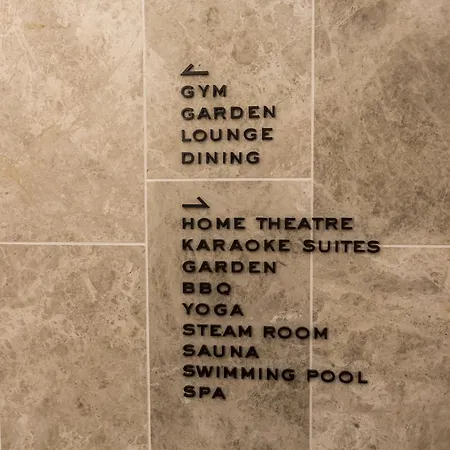 GYM
GARDEN
LOUNGE
DINING
HOME THEATRE
KARAOKE SUITES
GARDEN
BBQ
YOGA
STEAM ROOM
SAUNA
SWIMMING POOL
SPA